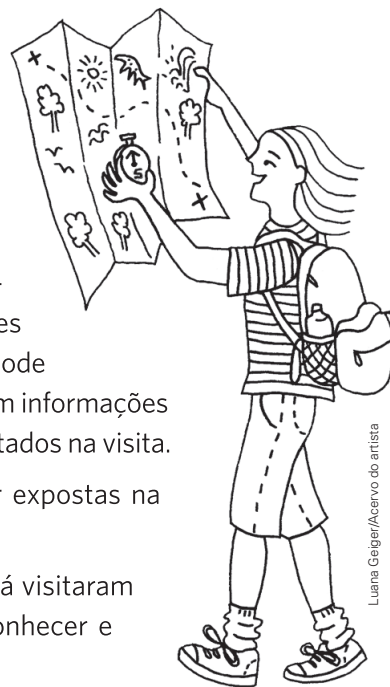 es
ode
m informações
tados na visita.
r expostas na
á visitaram
onhecer e
Luana Geiger/Acervo do artista